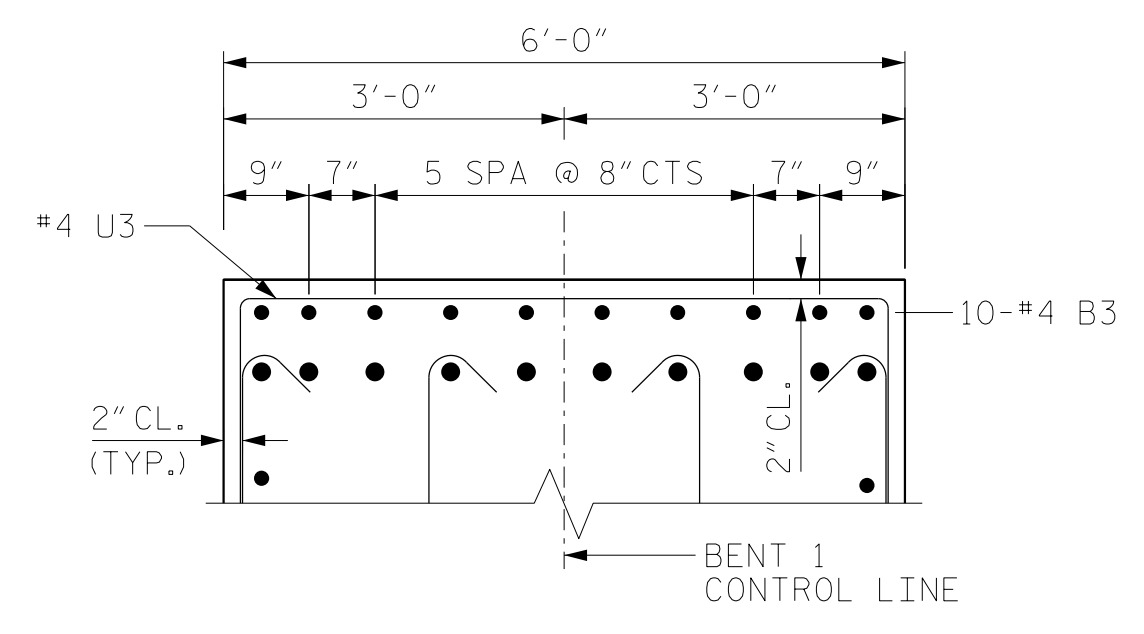 6'-0"
3'-0" 3'-0"
9" 7" 5 SPA @ 8"CTS 7" 9"
#4 U3
10-#4 B3
2"CL.
(TYP.)
2"CL.
BENT 1
CONTROL LINE